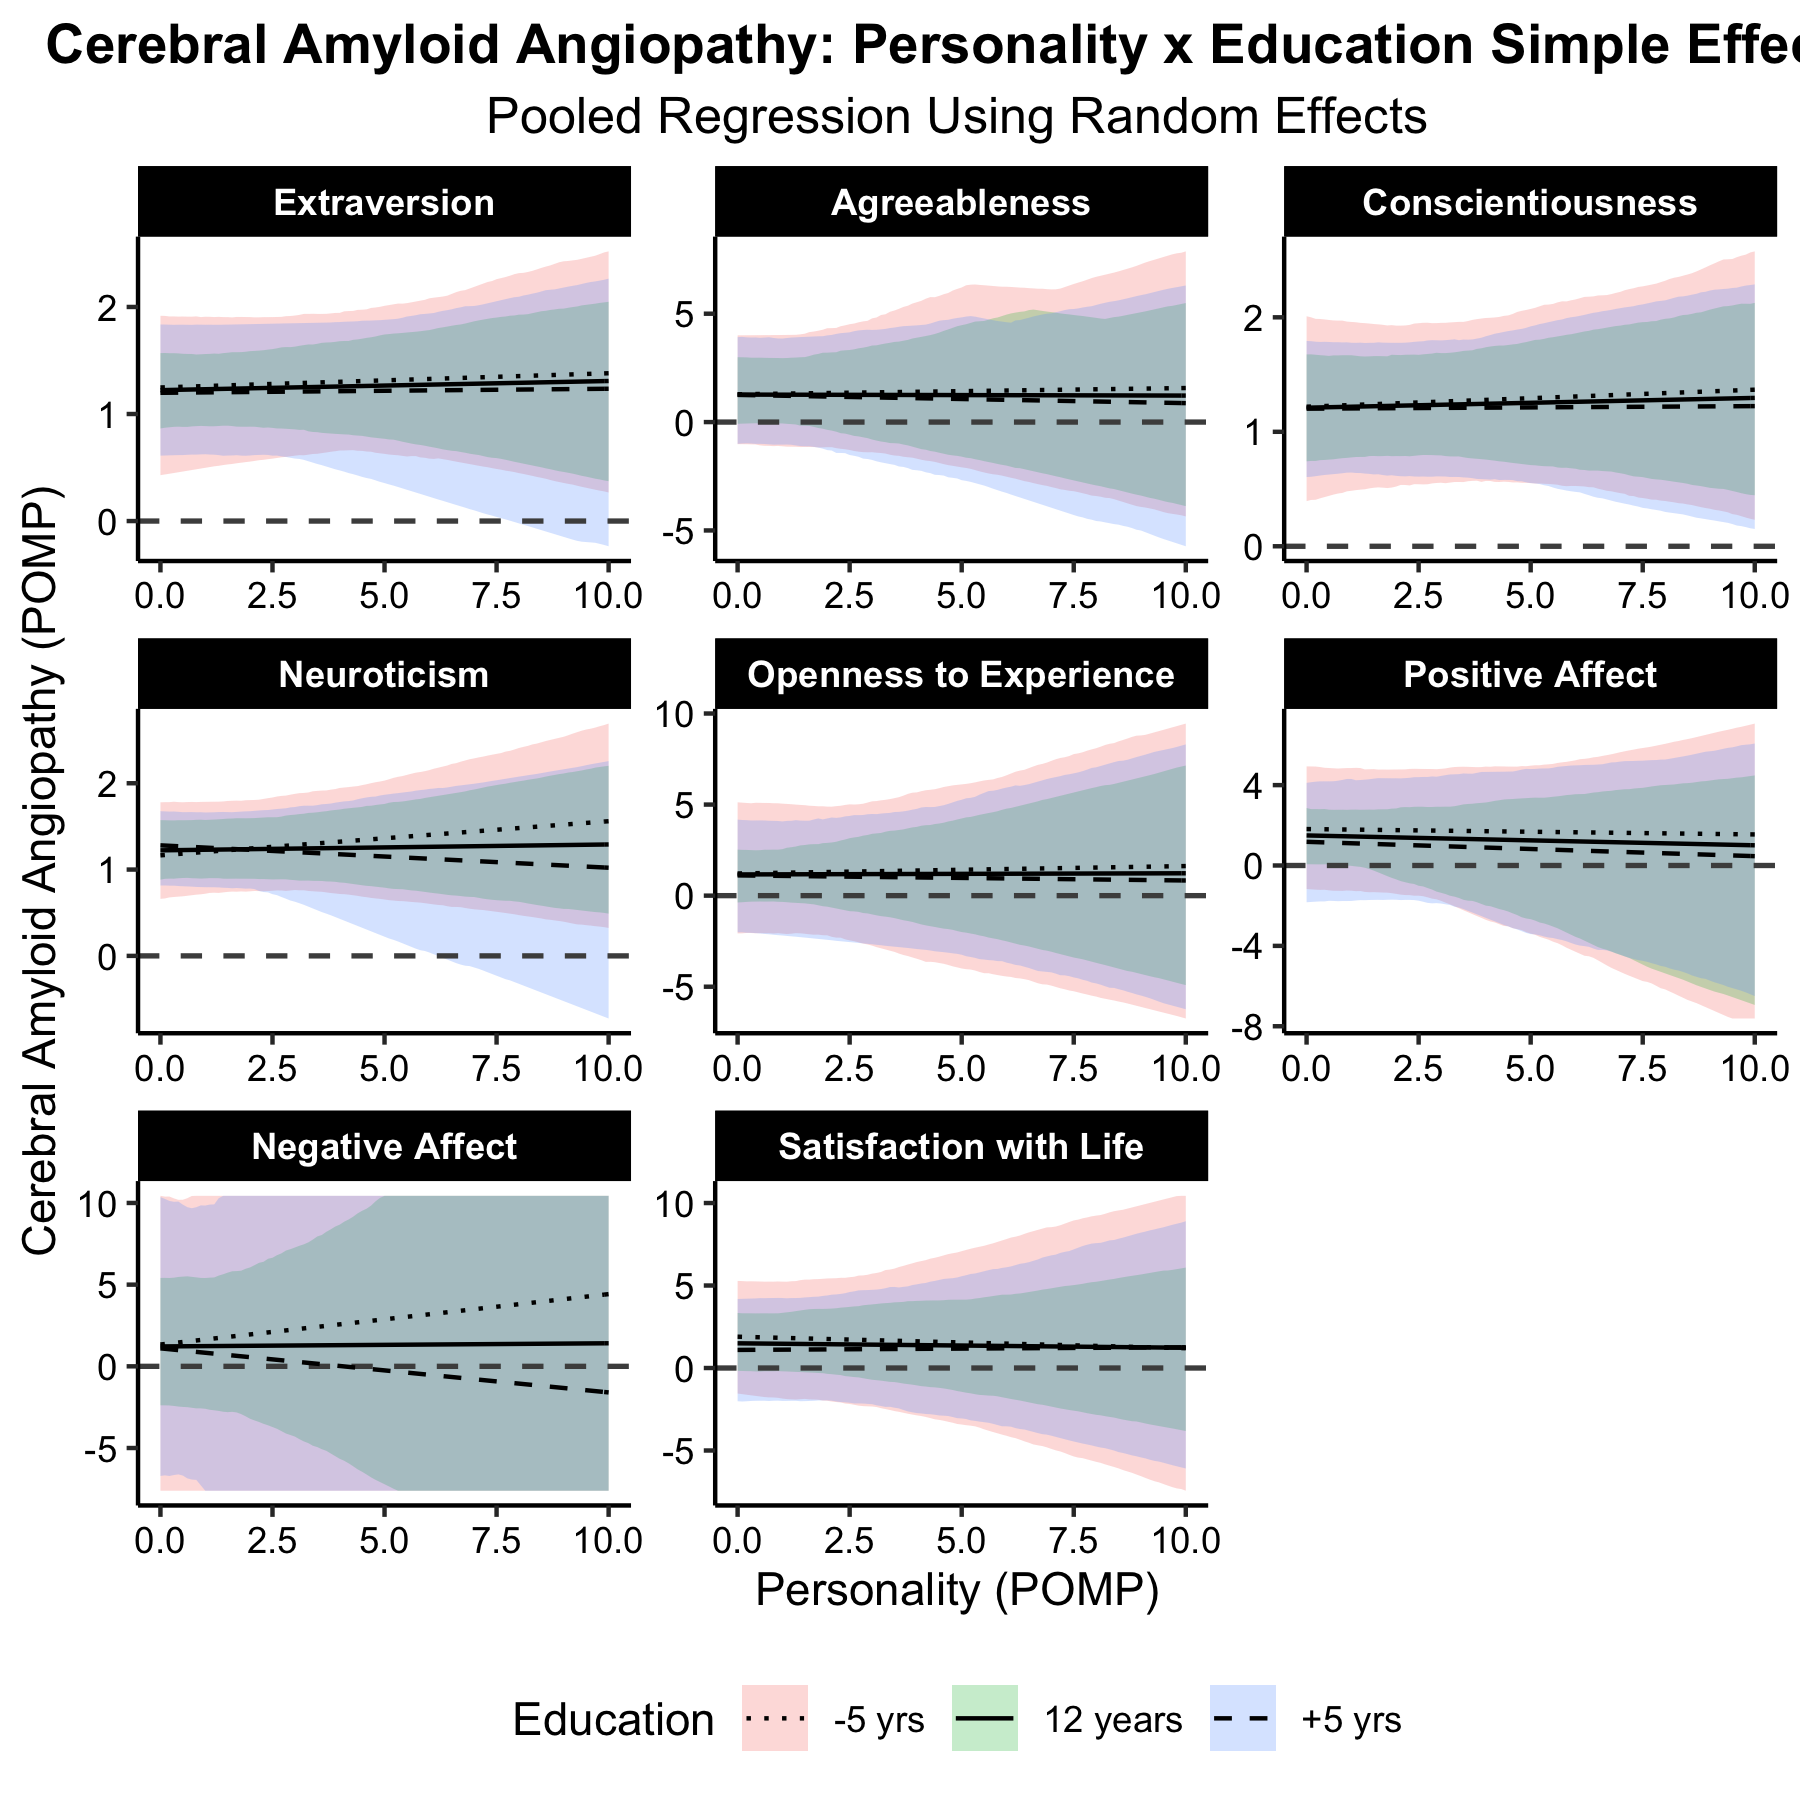 Cerebral Amyloid Angiopathy: Personality x Education Simple Effec
Pooled Regression Using Random Effects
Cerebral Amyloid Angiopathy (POMP)
Extraversion
2
1
0
0.0 2.5 5.0 7.5 10.0
Agreeableness
5
0
-5
0.0 2.5 5.0 7.5 10.0
Conscientiousness
2
1
0
0.0 2.5 5.0 7.5 10.0
Neuroticism
2
1
0
0.0 2.5 5.0 7.5 10.0
Openness to Experience
10
5
0
-5
0.0 2.5 5.0 7.5 10.0
Positive Affect
4
0
-4
-8
0.0 2.5 5.0 7.5 10.0
Negative Affect
10
5
0
-5
0.0 2.5 5.0 7.5 10.0
Satisfaction with Life
10
5
0
-5
0.0 2.5 5.0 7.5 10.0
Personality (POMP)
Education -5 yrs 12 years +5 yrs